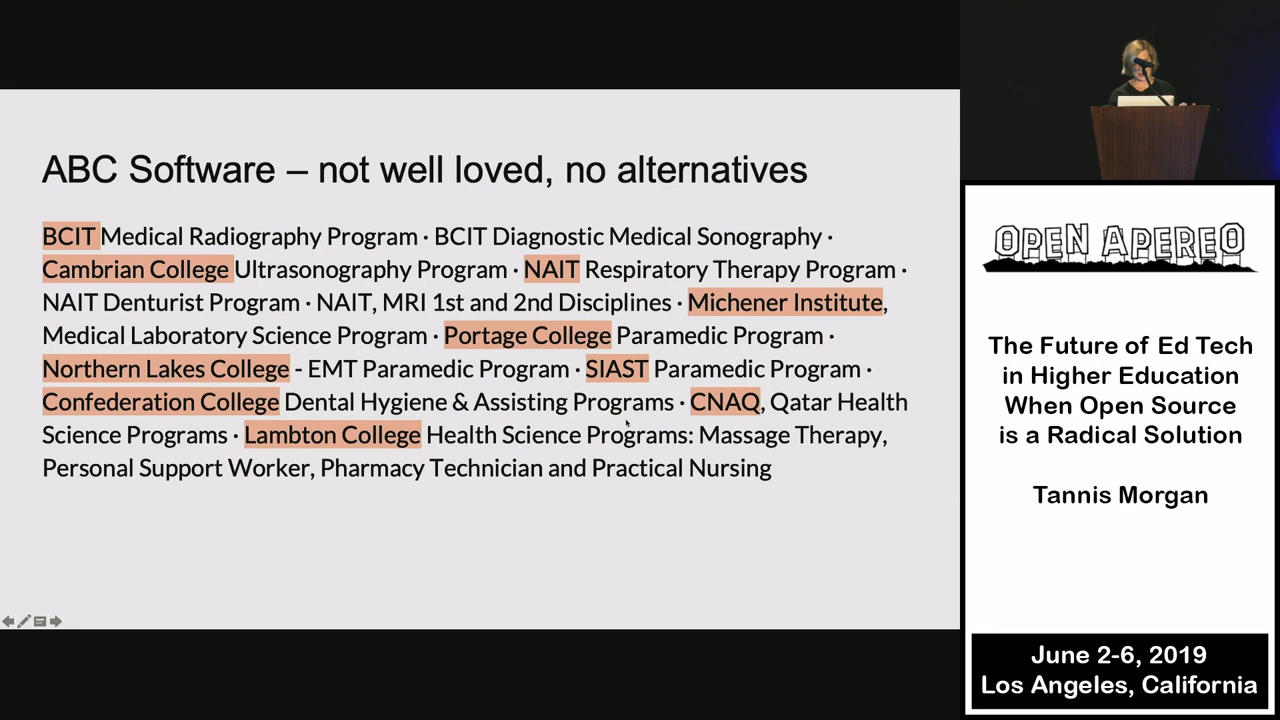 ABC Software – not well loved, no alternatives
BCIT Medical Radiography Program · BCIT Diagnostic Medical Sonography ·
Cambrian College Ultrasonography Program · NAIT Respiratory Therapy Program ·
NAIT Denturist Program · NAIT, MRI 1st and 2nd Disciplines · Michener Institute,
Medical Laboratory Science Program · Portage College Paramedic Program ·
Northern Lakes College - EMT Paramedic Program · SIAST Paramedic Program ·
Confederation College Dental Hygiene & Assisting Programs · CNAQ, Qatar Health
Science Programs · Lambton College Health Science Programs: Massage Therapy,
Personal Support Worker, Pharmacy Technician and Practical Nursing
OPEN APEREO
The Future of Ed Tech
in Higher Education
When Open Source
is a Radical Solution
Tannis Morgan
June 2-6, 2019
Los Angeles, California